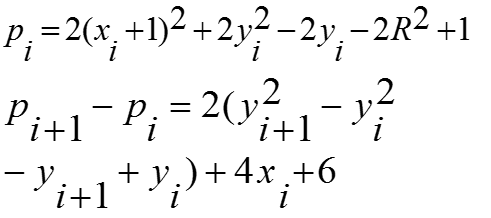 p_i = 2(x_i + 1)^2 + 2y_i^2 − 2y_i − 2R^2 + 1
p_{i+1} − p_i = 2(y_{i+1}^2 − y_i^2
− y_{i+1} + y_i) + 4x_i + 6